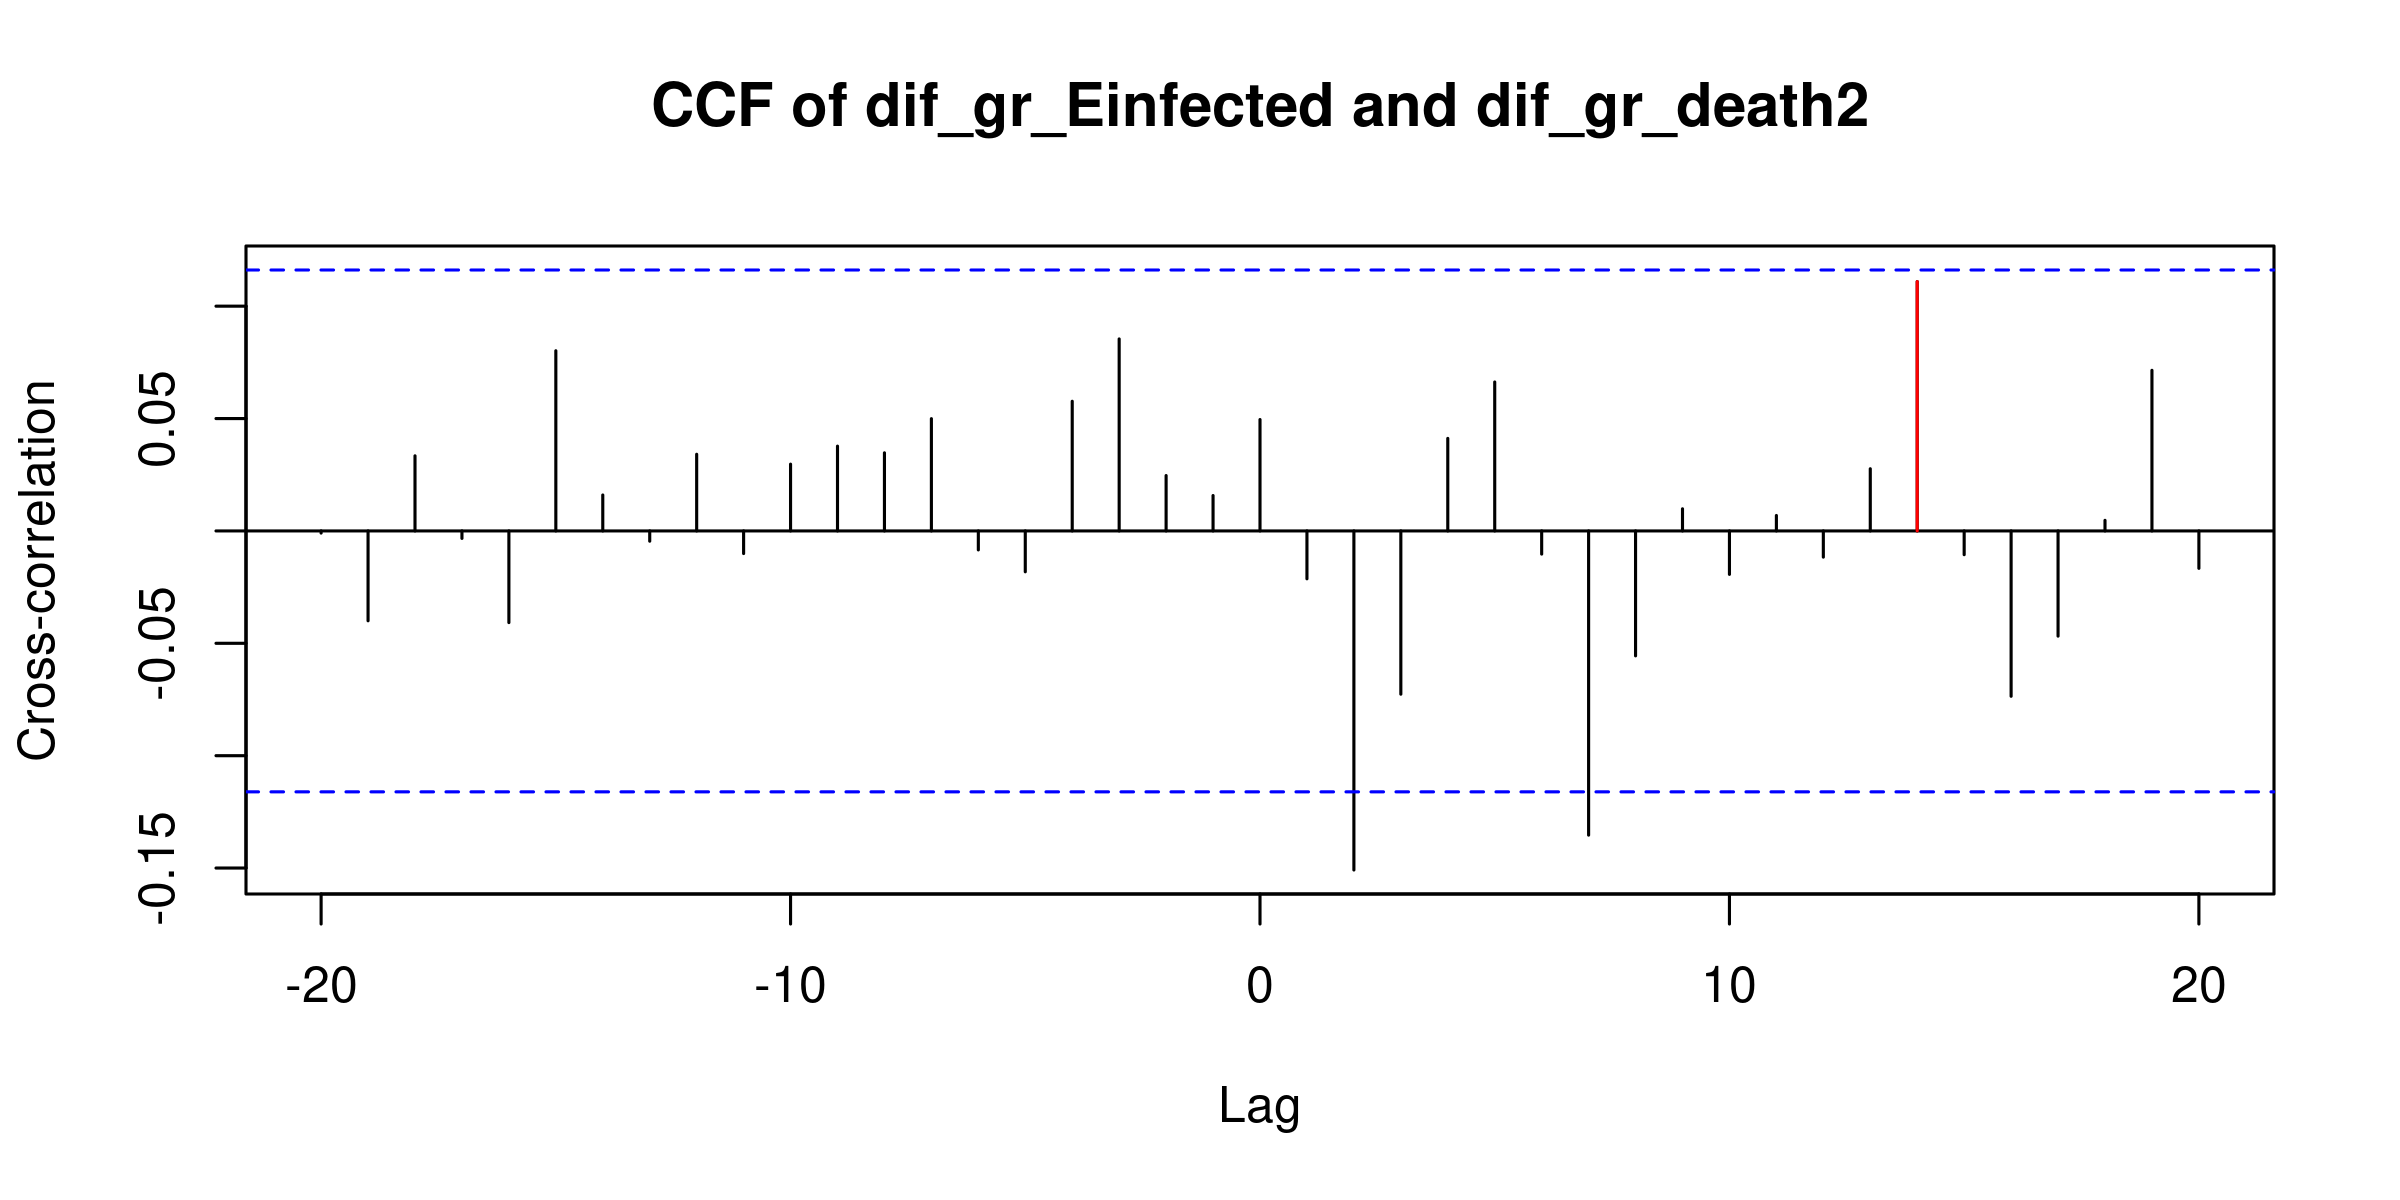 CCF of dif_gr_Einfected and dif_gr_death2
Cross-correlation
0.05
-0.05
-0.15
-20 -10 0 10 20
Lag